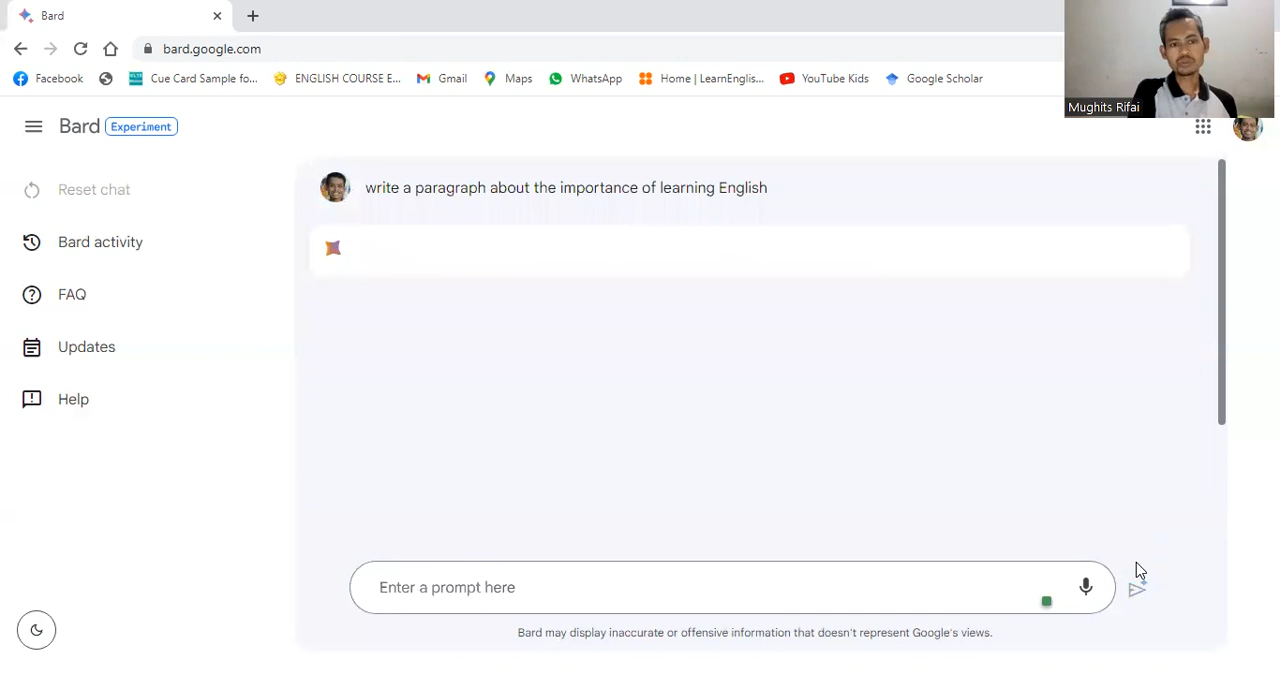 Bard
bard.google.com
Facebook
Cue Card Sample fo...
ENGLISH COURSE E...
Gmail
Maps
WhatsApp
Home | LearnEnglis...
YouTube Kids
Google Scholar
Mughits Rifai
Bard Experiment
Reset chat
write a paragraph about the importance of learning English
Bard activity
FAQ
Updates
Help
Enter a prompt here
Bard may display inaccurate or offensive information that doesn't represent Google's views.